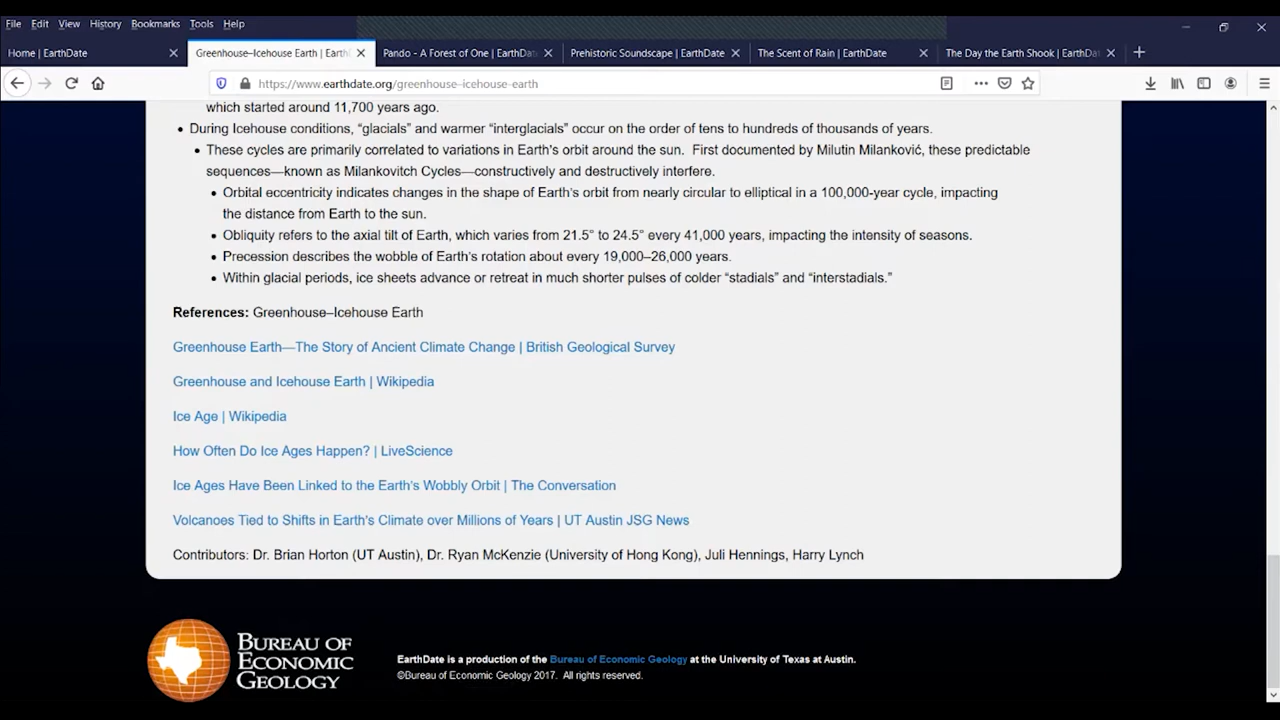 File Edit View History Bookmarks Tools Help
Home | EarthDate
Greenhouse–Icehouse Earth | Earth
Pando - A Forest of One | EarthDa
Prehistoric Soundscape | EarthDate
The Scent of Rain | EarthDate
The Day the Earth Shook | EarthDa
https://www.earthdate.org/greenhouse-icehouse-earth
which started around 11,700 years ago.
• During Icehouse conditions, “glacials” and warmer “interglacials” occur on the order of tens to hundreds of thousands of years.
• These cycles are primarily correlated to variations in Earth's orbit around the sun. First documented by Milutin Milanković, these predictable
sequences—known as Milankovitch Cycles—constructively and destructively interfere.
• Orbital eccentricity indicates changes in the shape of Earth's orbit from nearly circular to elliptical in a 100,000-year cycle, impacting
the distance from Earth to the sun.
• Obliquity refers to the axial tilt of Earth, which varies from 21.5° to 24.5° every 41,000 years, impacting the intensity of seasons.
• Precession describes the wobble of Earth's rotation about every 19,000–26,000 years.
• Within glacial periods, ice sheets advance or retreat in much shorter pulses of colder “stadials” and “interstadials.”
References: Greenhouse–Icehouse Earth
Greenhouse Earth—The Story of Ancient Climate Change | British Geological Survey
Greenhouse and Icehouse Earth | Wikipedia
Ice Age | Wikipedia
How Often Do Ice Ages Happen? | LiveScience
Ice Ages Have Been Linked to the Earth's Wobbly Orbit | The Conversation
Volcanoes Tied to Shifts in Earth's Climate over Millions of Years | UT Austin JSG News
Contributors: Dr. Brian Horton (UT Austin), Dr. Ryan McKenzie (University of Hong Kong), Juli Hennings, Harry Lynch
BUREAU OF
ECONOMIC
GEOLOGY
EarthDate is a production of the Bureau of Economic Geology at the University of Texas at Austin.
©Bureau of Economic Geology 2017. All rights reserved.